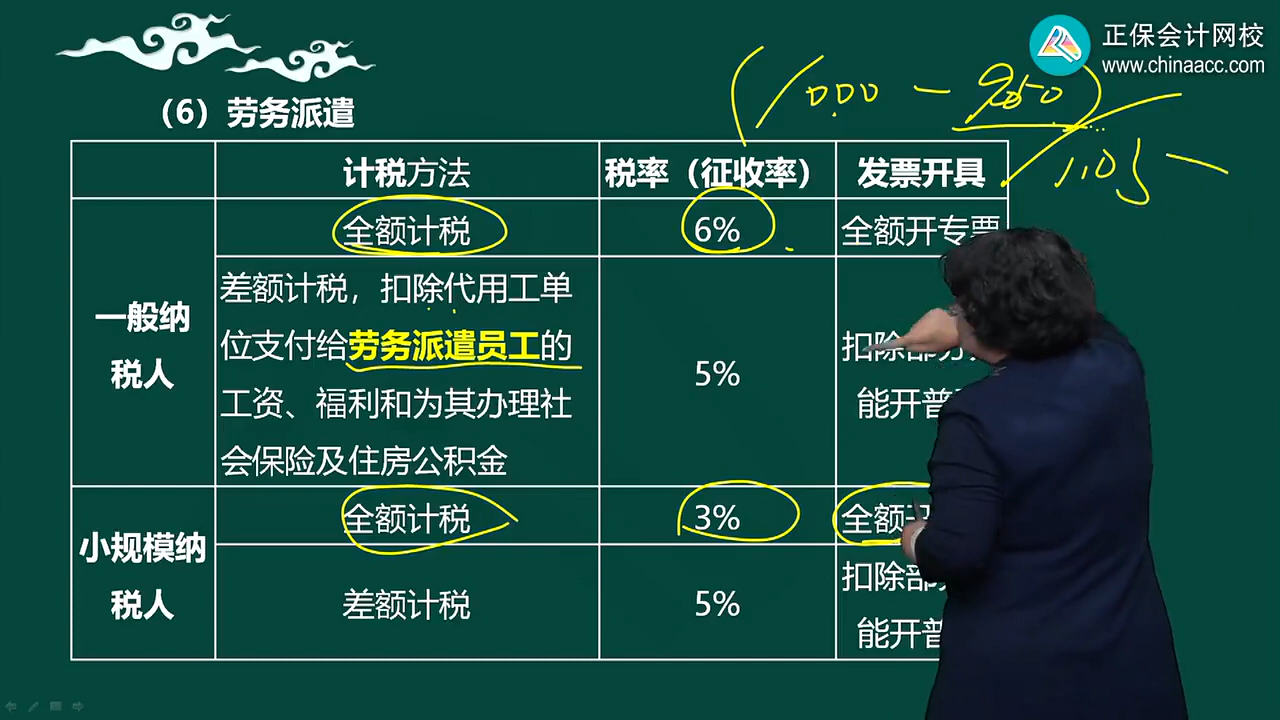 正保会计网校
www.chinaacc.com
（6）劳务派遣
(1000 - 950)
/1.05
计税方法 税率（征收率） 发票开具
一般纳税人
全额计税 6% 全额开专票
差额计税，扣除代用工单
位支付给劳务派遣员工的
工资、福利和为其办理社
会保险及住房公积金
5%
扣除部分
能开普
小规模纳税人
全额计税 3% 全额开
差额计税 5%
扣除部
能开普